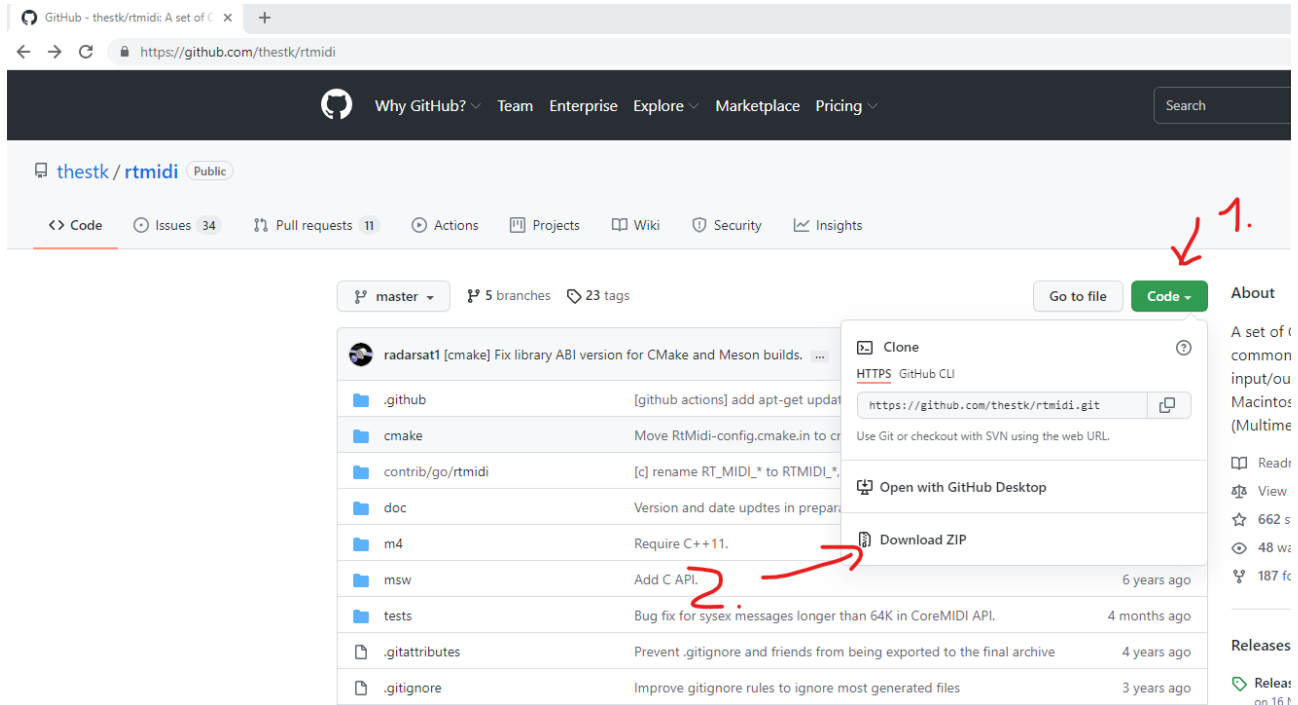 GitHub - thestk/rtmidi: A set of C
https://github.com/thestk/rtmidi
Why GitHub? Team Enterprise Explore Marketplace Pricing Search
thestk / rtmidi Public
1.
Code Issues 34 Pull requests 11 Actions Projects Wiki Security Insights
master 5 branches 23 tags Go to file Code About
radarsat1 [cmake] Fix library ABI version for CMake and Meson builds. ...
.github [github actions] add apt-get updat
cmake Move RtMidi-config.cmake.in to cr
contrib/go/rtmidi [c] rename RT_MIDI_* to RTMIDI_*,
doc Version and date updtes in prepara
m4 Require C++11.
msw Add C API. 6 years ago
2.
tests Bug fix for sysex messages longer than 64K in CoreMIDI API. 4 months ago
.gitattributes Prevent .gitignore and friends from being exported to the final archive 4 years ago
.gitignore Improve gitignore rules to ignore most generated files 3 years ago
Clone
HTTPS GitHub CLI
https://github.com/thestk/rtmidi.git
Use Git or checkout with SVN using the web URL.
Open with GitHub Desktop
Download ZIP
A set of
common
input/ou
Macintos
(Multime
Readr
View
662 s
48 wa
187 fo
Releases
Releas
on 16 N